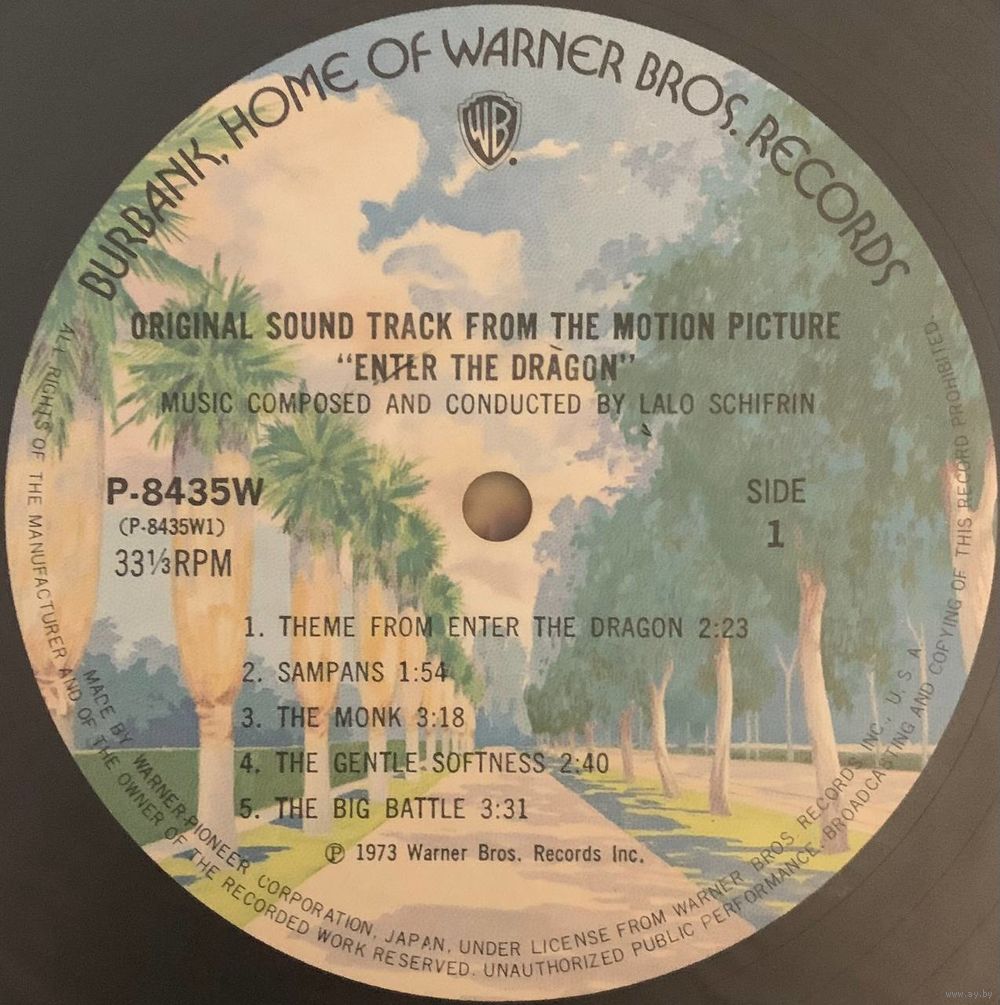 BURBANK, HOME OF WARNER BROS. RECORDS
WB
ORIGINAL SOUND TRACK FROM THE MOTION PICTURE
"ENTER THE DRAGON"
MUSIC COMPOSED AND CONDUCTED BY LALO SCHIFRIN
P-8435W
(P-8435W1)
33⅓RPM
SIDE
1
1. THEME FROM ENTER THE DRAGON 2:23
2. SAMPANS 1:54
3. THE MONK 3:18
4. THE GENTLE SOFTNESS 2:40
5. THE BIG BATTLE 3:31
℗ 1973 Warner Bros. Records Inc.
MADE BY WARNER-PIONEER CORPORATION, JAPAN, UNDER LICENSE FROM WARNER BROS. RECORDS, INC., U. S. A.
ALL RIGHTS OF THE MANUFACTURER AND OF THE OWNER OF THE RECORDED WORK RESERVED. UNAUTHORIZED PUBLIC PERFORMANCE, BROADCASTING AND COPYING OF THIS RECORD PROHIBITED.
www.ay.by